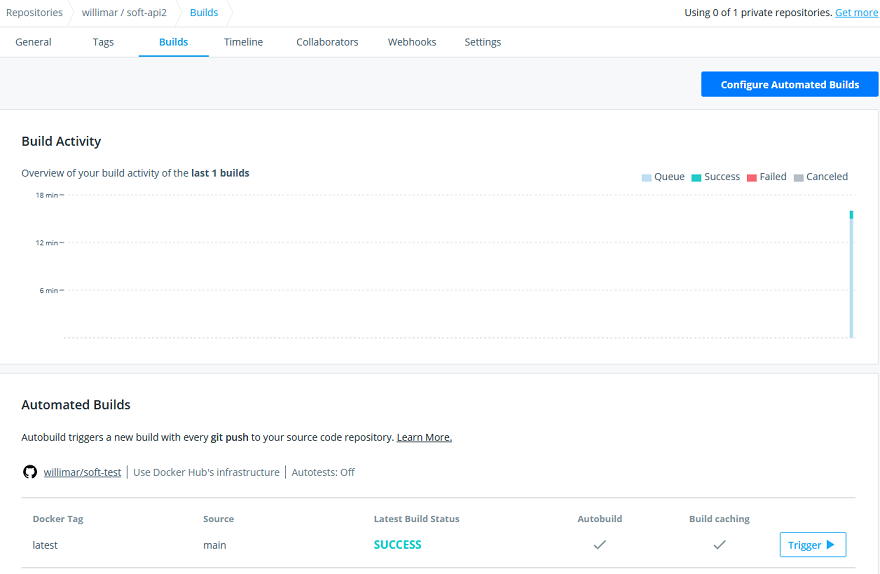 Repositories willimar / soft-api2 Builds Using 0 of 1 private repositories. Get more
General Tags Builds Timeline Collaborators Webhooks Settings
Configure Automated Builds
Build Activity
Overview of your build activity of the last 1 builds
Queue Success Failed Canceled
18 min
12 min
6 min
Automated Builds
Autobuild triggers a new build with every git push to your source code repository. Learn More.
willimar/soft-test | Use Docker Hub's infrastructure | Autotests: Off
Docker Tag Source Latest Build Status Autobuild Build caching
latest main SUCCESS Trigger